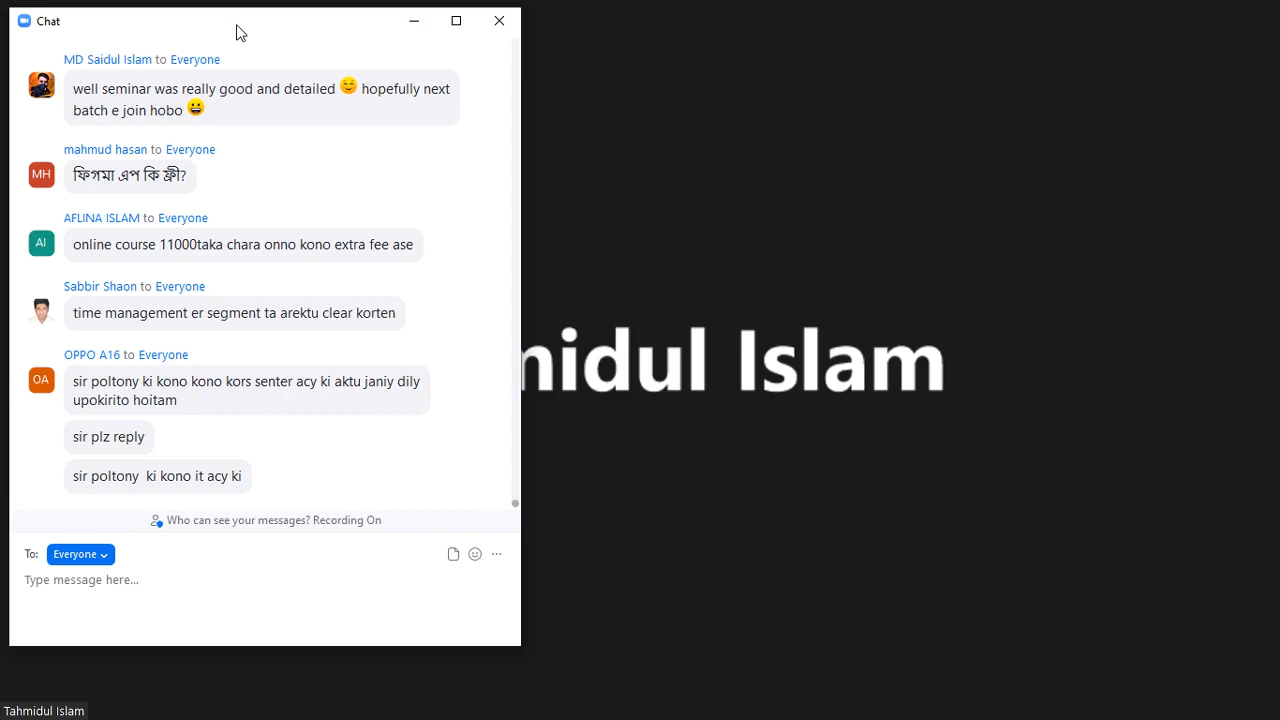 Chat
MD Saidul Islam to Everyone
well seminar was really good and detailed 😌 hopefully next
batch e join hobo 😀
mahmud hasan to Everyone
MH
ফিগমা এপ কি ফ্রী?
AFLINA ISLAM to Everyone
AI
online course 11000taka chara onno kono extra fee ase
Sabbir Shaon to Everyone
time management er segment ta arektu clear korten
OPPO A16 to Everyone
OA
sir poltony ki kono kono kors senter acy ki aktu janiy dily
upokirito hoitam
sir plz reply
sir poltony  ki kono it acy ki
Who can see your messages? Recording On
To: Everyone
Type message here...
midul Islam
Tahmidul Islam